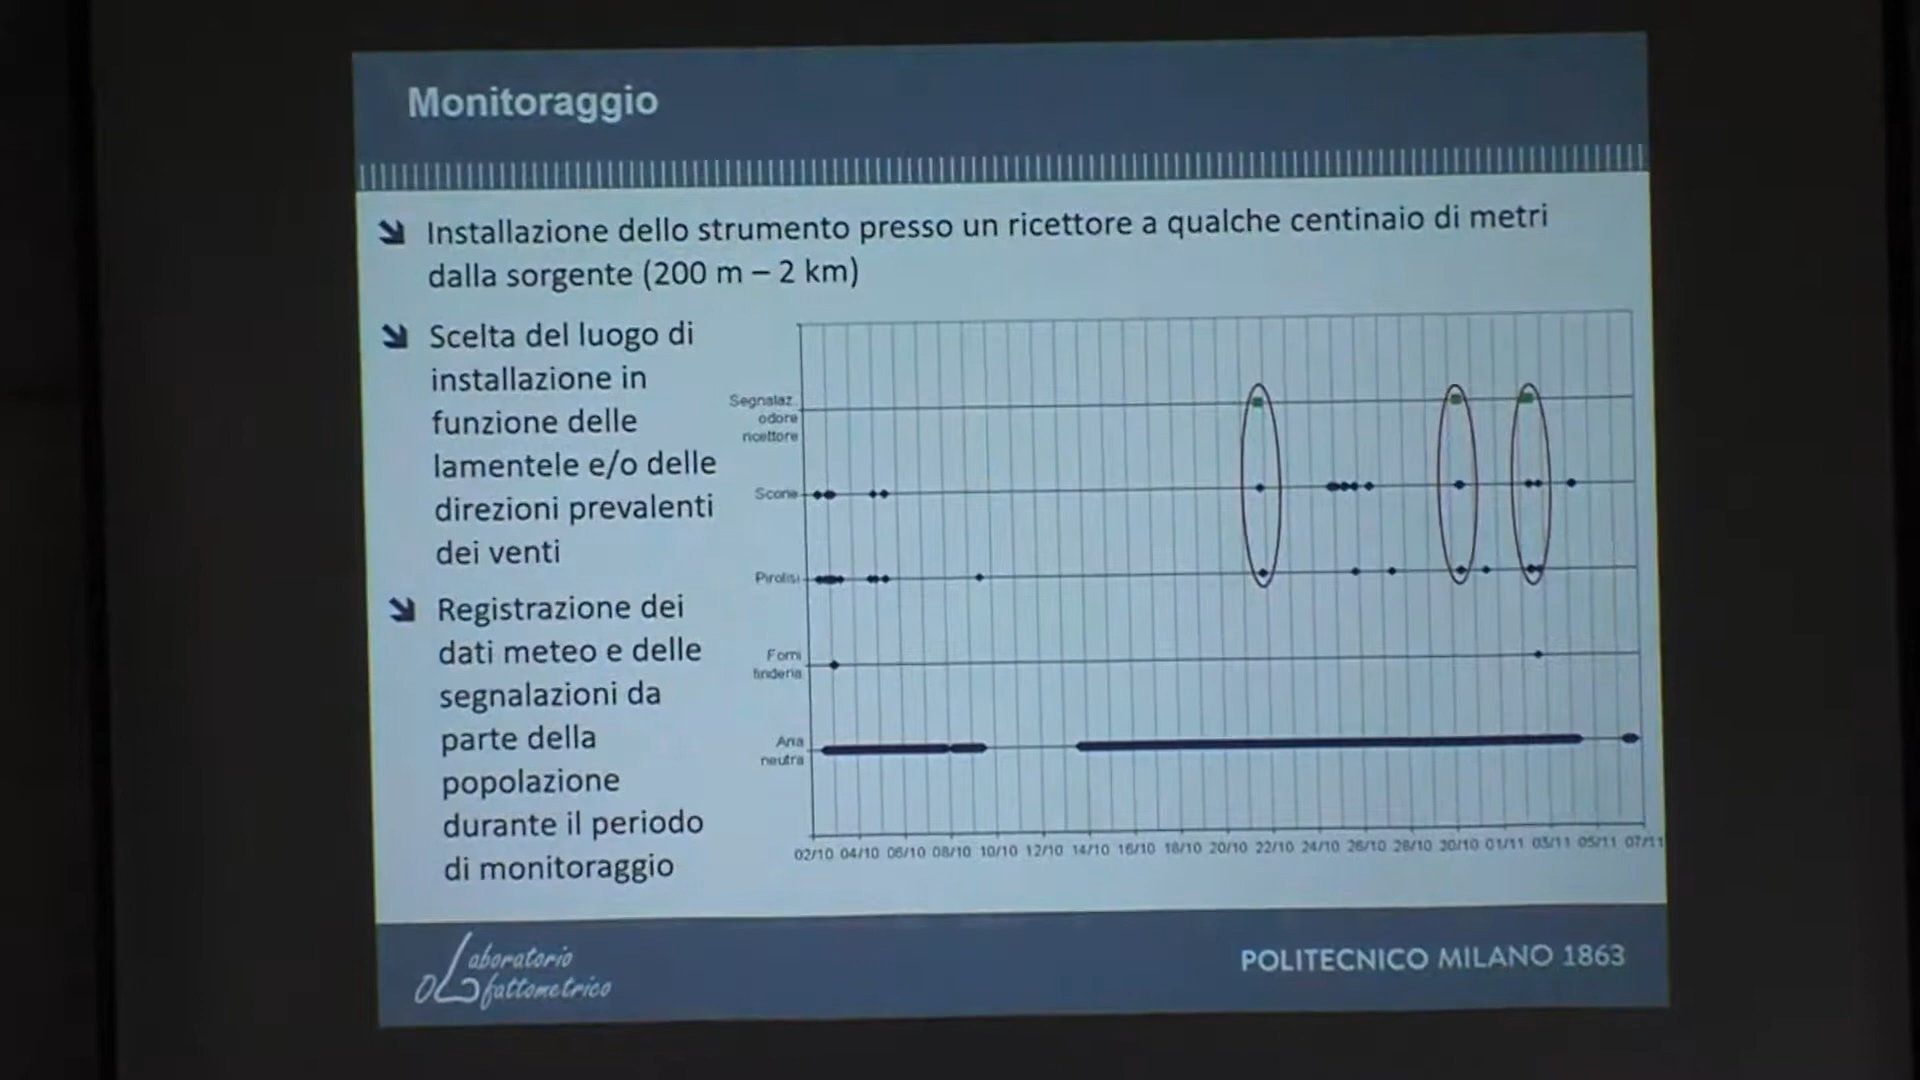 Monitoraggio
Installazione dello strumento presso un ricettore a qualche centinaio di metri
dalla sorgente (200 m – 2 km)
Scelta del luogo di
installazione in
funzione delle
lamentele e/o delle
direzioni prevalenti
dei venti
Registrazione dei
dati meteo e delle
segnalazioni da
parte della
popolazione
durante il periodo
di monitoraggio
Segnalaz.
odore
ricettore
Scorie
Pirolisi
Forni
finderia
Aria
neutra
02/10 04/10 06/10 08/10 10/10 12/10 14/10 16/10 18/10 20/10 22/10 24/10 26/10 28/10 30/10 01/11 03/11 05/11 07/11
Laboratorio
Olfattometrico
POLITECNICO MILANO 1863